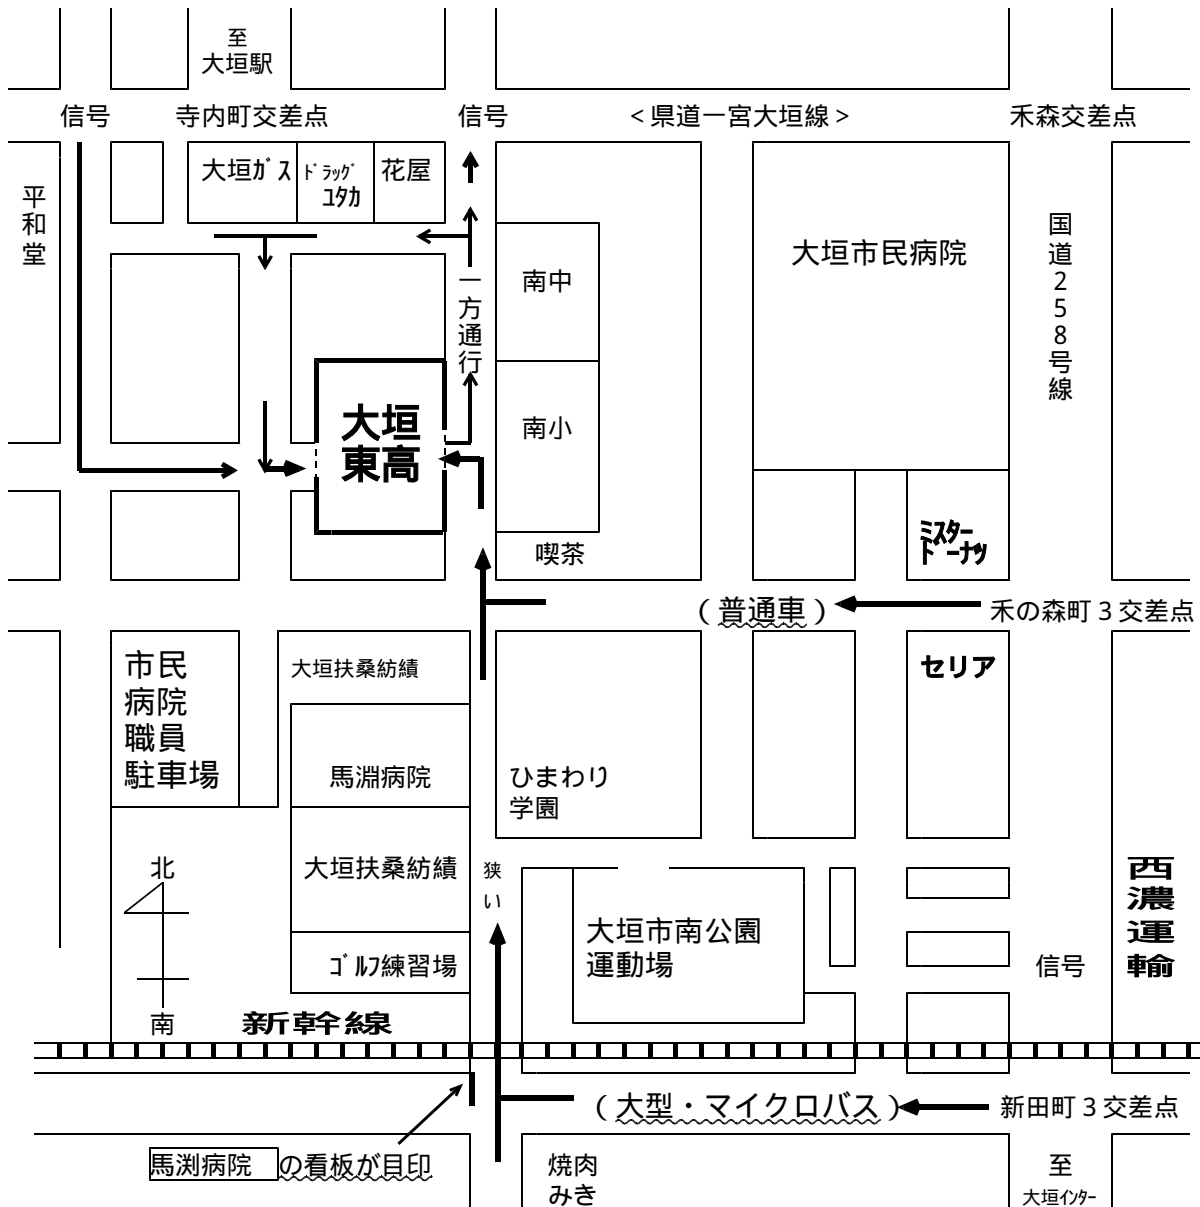 至
大垣駅
信号
寺内町交差点
信号
<県道一宮大垣線>
禾森交差点
平和堂
大垣ガス
ドラッグ
ユタカ
花屋
国道258号線
大垣市民病院
一方通行
南中
南小
大垣
東高
喫茶
ミスター
ドーナツ
(普通車)
禾の森町3交差点
市民
病院
職員
駐車場
大垣扶桑紡績
セリア
馬淵病院
ひまわり
学園
大垣扶桑紡績
狭い
大垣市南公園
運動場
西濃運輸
北
ゴルフ練習場
信号
南
新幹線
(大型・マイクロバス)
新田町3交差点
馬渕病院 の看板が目印
焼肉
みき
至
大垣インター